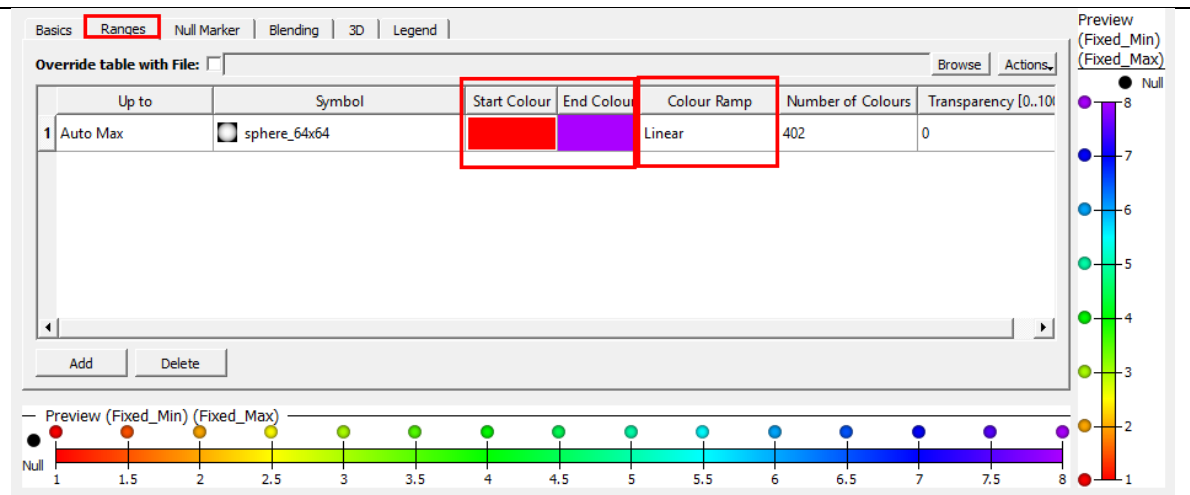 Basics Ranges Null Marker Blending 3D Legend
Override table with File: Browse Actions
Up to Symbol Start Colour End Colour Colour Ramp Number of Colours Transparency [0..100
1 Auto Max sphere_64x64 Linear 402 0
Add Delete
Preview (Fixed_Min) (Fixed_Max)
Null
1 1.5 2 2.5 3 3.5 4 4.5 5 5.5 6 6.5 7 7.5 8
Preview
(Fixed_Min)
(Fixed_Max)
Null
8
7
6
5
4
3
2
1